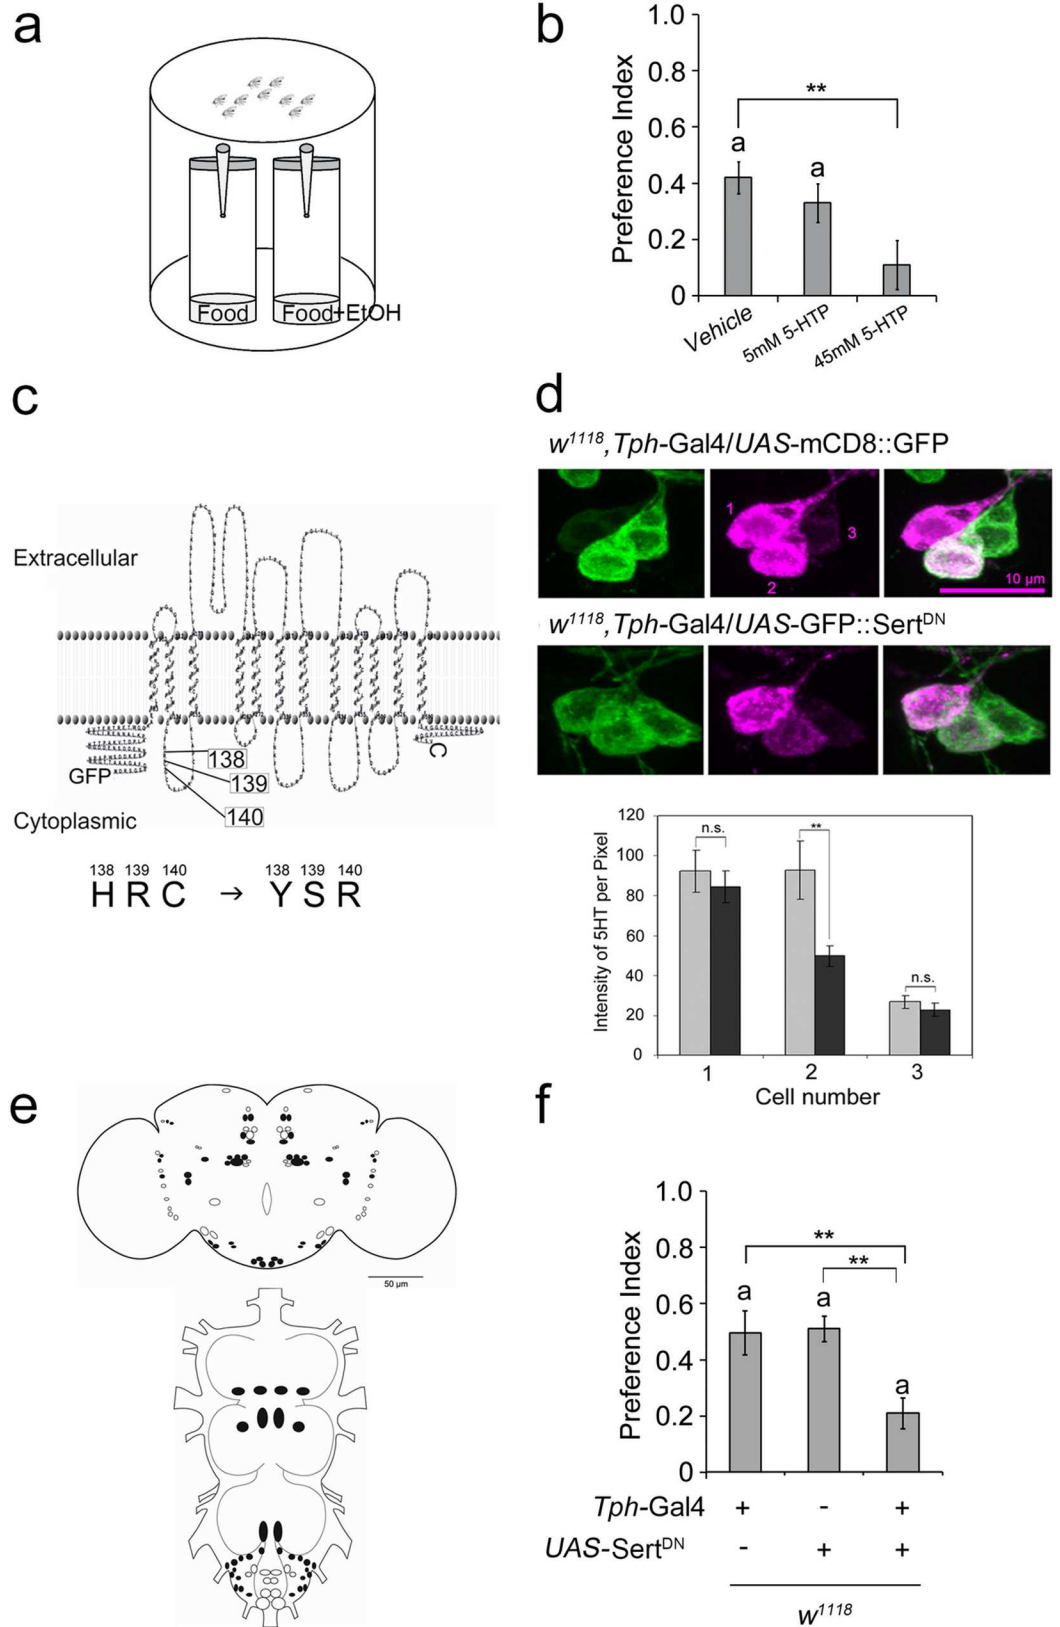 a
Food
Food+EtOH
b
Preference Index
1.0
0.8
0.6
0.4
0.2
0
**
a
a
Vehicle
5mM 5-HTP
45mM 5-HTP
c
Extracellular
138
139
140
GFP
C
Cytoplasmic
138 139 140 138 139 140
H R C → Y S R
d
w1118,Tph-Gal4/UAS-mCD8::GFP
1
3
2
10 µm
w1118,Tph-Gal4/UAS-GFP::SertDN
Intensity of 5HT per Pixel
120
100
80
60
40
20
0
n.s.
**
n.s.
1 2 3
Cell number
e
50 µm
f
Preference Index
1.0
0.8
0.6
0.4
0.2
0
**
**
a
a
a
Tph-Gal4 + - +
UAS-SertDN - + +
w1118